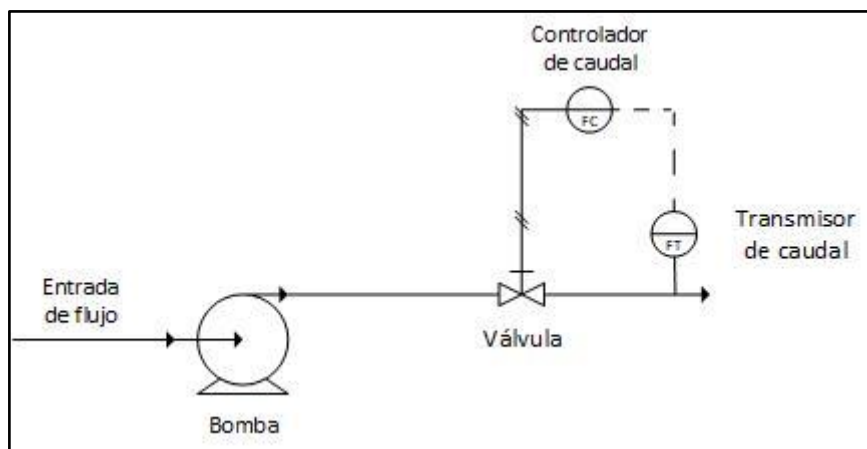 Controlador
de caudal
FC
Transmisor
de caudal
FT
Entrada
de flujo
Válvula
Bomba